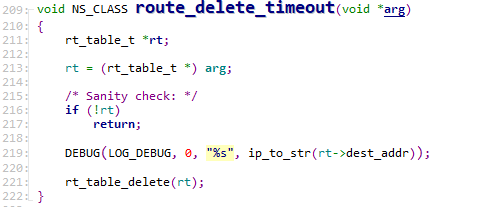 209: void NS_CLASS route_delete_timeout(void *arg)
210: {
211:     rt_table_t *rt;
212:
213:     rt = (rt_table_t *) arg;
214:
215:     /* Sanity check: */
216:     if (!rt)
217:         return;
218:
219:     DEBUG(LOG_DEBUG, 0, "%s", ip_to_str(rt->dest_addr));
220:
221:     rt_table_delete(rt);
222: }